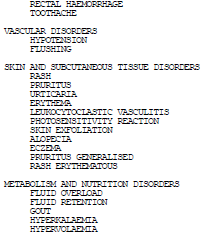 RECTAL HAEMORRHAGE
TOOTHACHE
VASCULAR DISORDERS
HYPOTENSION
FLUSHING
SKIN AND SUBCUTANEOUS TISSUE DISORDERS
RASH
PRURITUS
URTICARIA
ERYTHEMA
LEUKOCYTOCLASTIC VASCULITIS
PHOTOSENSITIVITY REACTION
SKIN EXFOLIATION
ALOPECIA
ECZEMA
PRURITUS GENERALISED
RASH ERYTHEMATOUS
METABOLISM AND NUTRITION DISORDERS
FLUID OVERLOAD
FLUID RETENTION
GOUT
HYPERKALAEMIA
HYPERVOLAEMIA